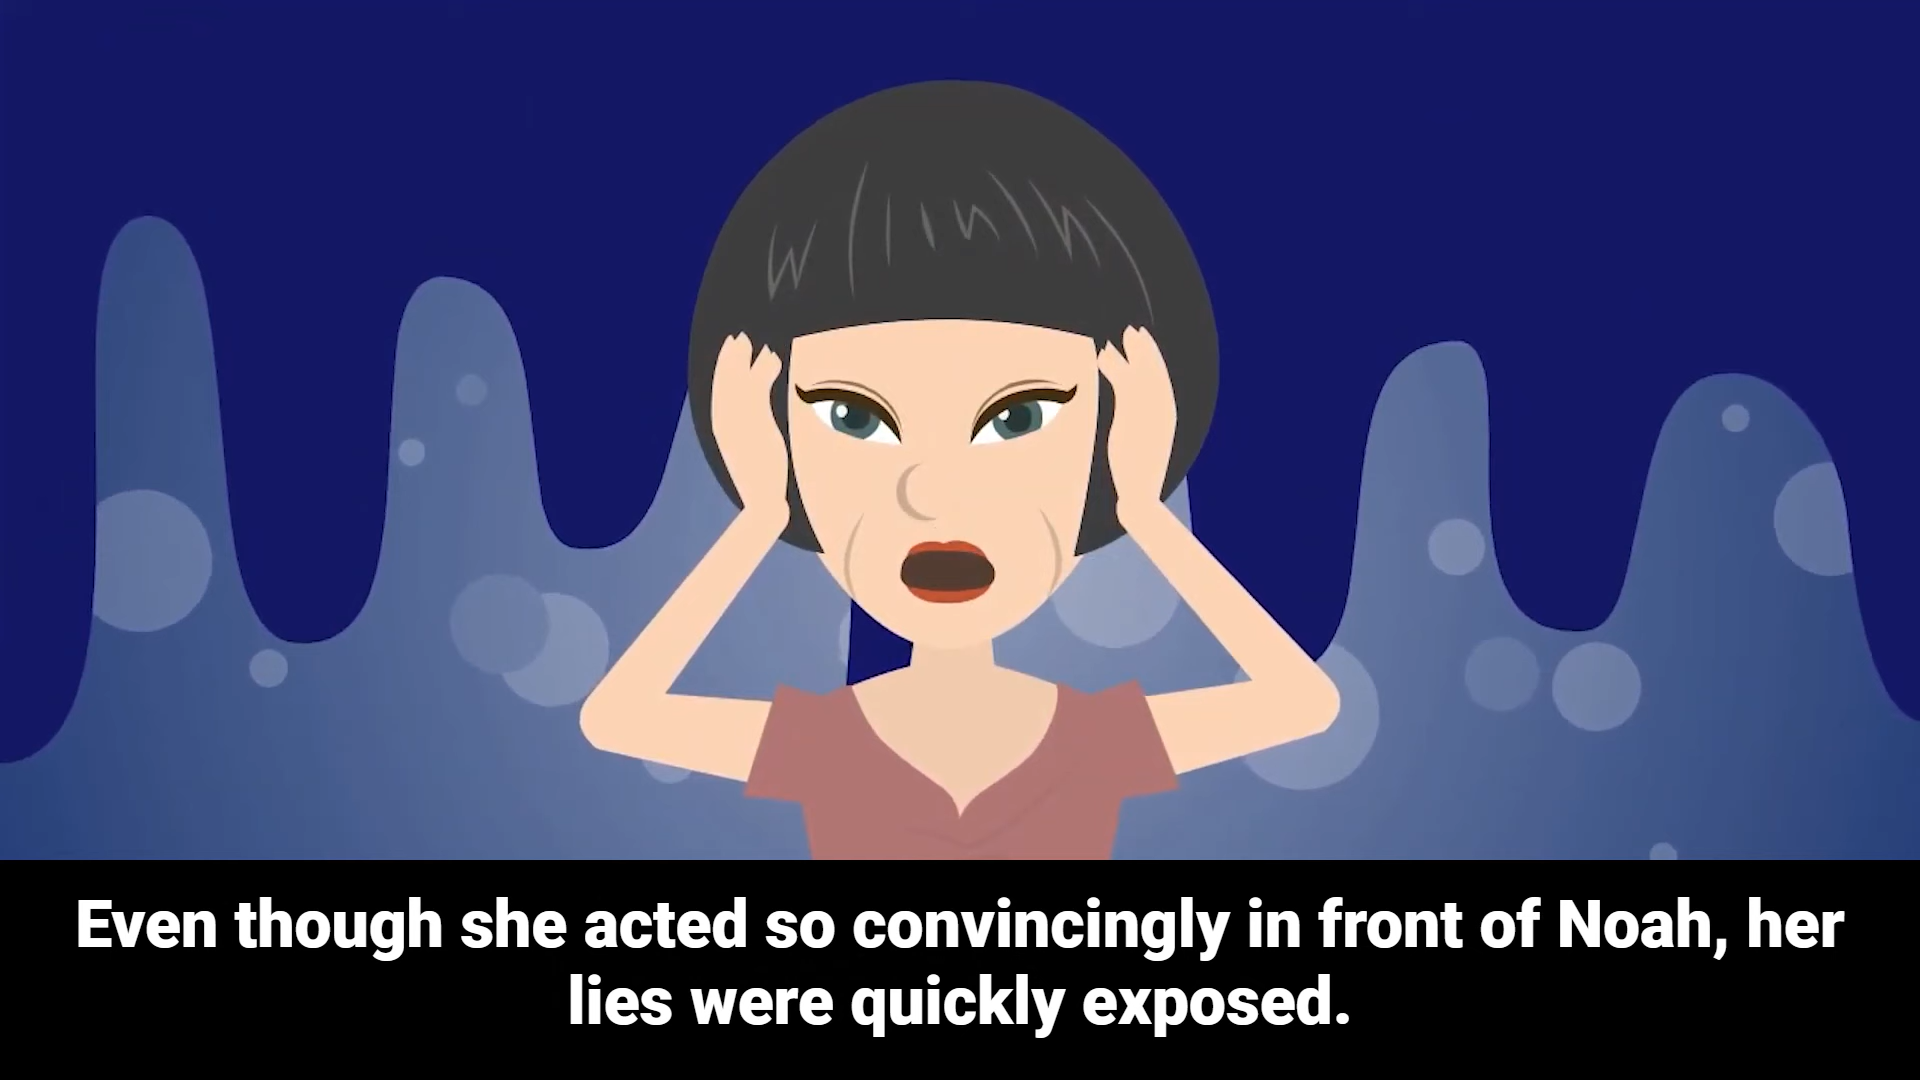 Even though she acted so convincingly in front of Noah, her
lies were quickly exposed.